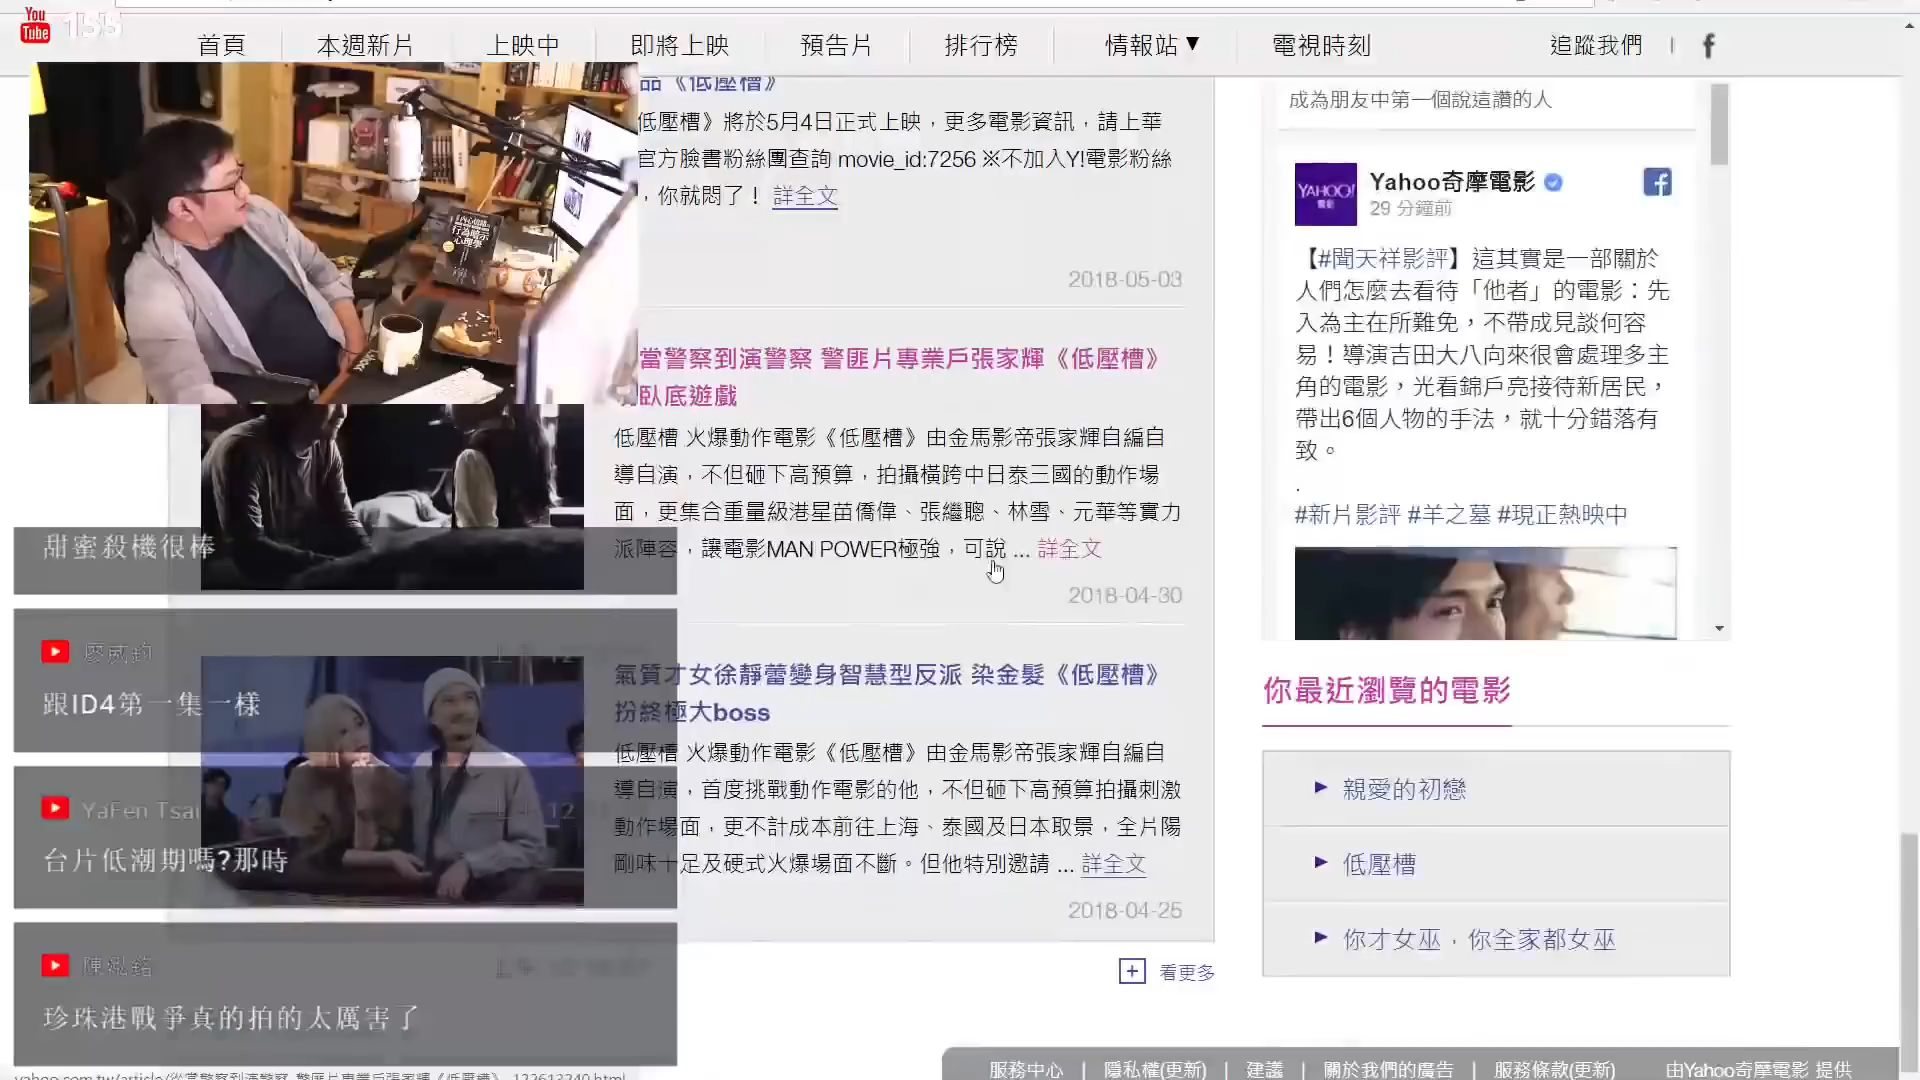 You
Tube
155
首頁
本週新片
上映中
即將上映
預告片
排行榜
情報站▼
電視時刻
追蹤我們
品《低壓槽》
低壓槽》將於5月4日正式上映，更多電影資訊，請上華
官方臉書粉絲團查詢 movie_id:7256 ※不加入Y!電影粉絲
，你就悶了！ 詳全文
2018-05-03
當警察到演警察 警匪片專業戶張家輝《低壓槽》
臥底遊戲
低壓槽 火爆動作電影《低壓槽》由金馬影帝張家輝自編自
導自演，不但砸下高預算，拍攝橫跨中日泰三國的動作場
面，更集合重量級港星苗僑偉、張繼聰、林雪、元華等實力
派陣容，讓電影MAN POWER極強，可說 ... 詳全文
2018-04-30
氣質才女徐靜蕾變身智慧型反派 染金髮《低壓槽》
扮終極大boss
低壓槽 火爆動作電影《低壓槽》由金馬影帝張家輝自編自
導自演，首度挑戰動作電影的他，不但砸下高預算拍攝刺激
動作場面，更不計成本前往上海、泰國及日本取景，全片陽
剛味十足及硬式火爆場面不斷。但他特別邀請 ... 詳全文
2018-04-25
看更多
行為暗示
心理學
甜蜜殺機很棒
廖威鈞
跟ID4第一集一樣
YaFen Tsai
台片低潮期嗎?那時
珍珠港戰爭真的拍的太厲害了
成為朋友中第一個說這讚的人
YAHOO!
電影
Yahoo奇摩電影
29 分鐘前
【#聞天祥影評】這其實是一部關於
人們怎麼去看待「他者」的電影：先
入為主在所難免，不帶成見談何容
易！導演吉田大八向來很會處理多主
角的電影，光看錦戶亮接待新居民，
帶出6個人物的手法，就十分錯落有
致。
.
#新片影評 #羊之墓 #現正熱映中
你最近瀏覽的電影
親愛的初戀
低壓槽
你才女巫，你全家都女巫
服務中心 | 隱私權(更新) | 建議 | 關於我們的廣告 | 服務條款(更新) 由Yahoo奇摩電影 提供